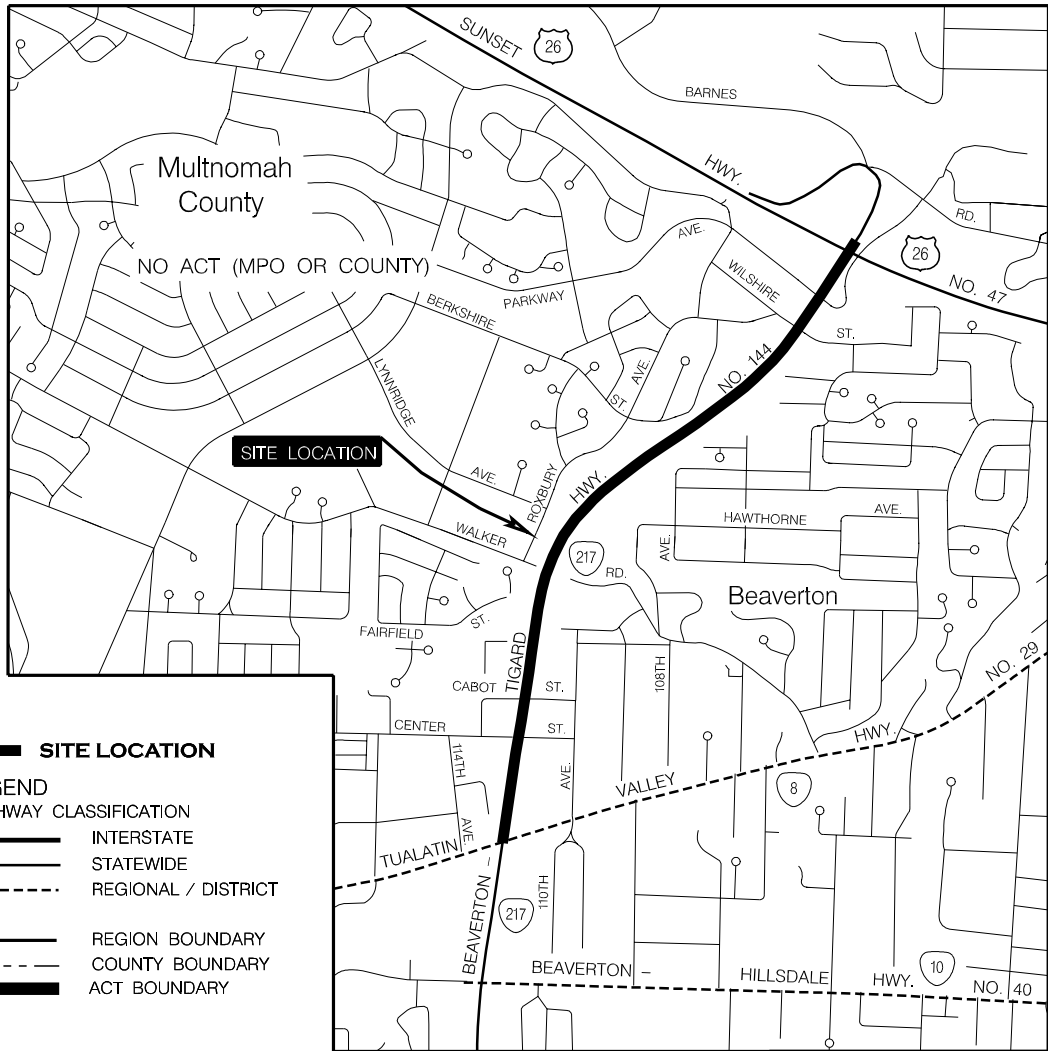 SUNSET
26
BARNES
HWY.
RD.
26
NO. 47
Multnomah
County
NO ACT (MPO OR COUNTY)
AVE.
WILSHIRE
ST.
PARKWAY
BERKSHIRE
ST.
AVE.
NO. 144
LYNNRIDGE
AVE.
SITE LOCATION
ROXBURY
HWY.
WALKER
217
RD.
AVE.
HAWTHORNE
AVE.
Beaverton
FAIRFIELD
ST.
TIGARD
CABOT
ST.
108TH
CENTER
ST.
114TH
AVE.
AVE.
NO. 29
HWY.
VALLEY
8
TUALATIN
BEAVERTON -
217
110TH
BEAVERTON -
HILLSDALE
HWY.
10
NO. 40
SITE LOCATION
GEND
HWAY CLASSIFICATION
INTERSTATE
STATEWIDE
REGIONAL / DISTRICT
REGION BOUNDARY
COUNTY BOUNDARY
ACT BOUNDARY